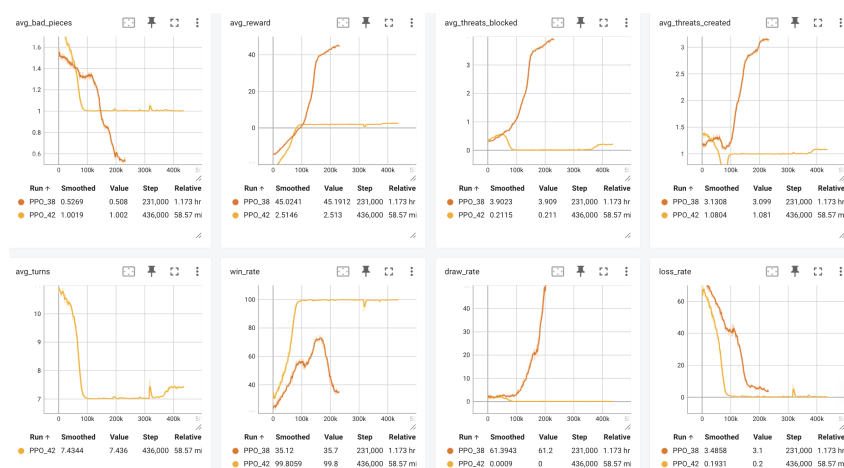 avg_bad_pieces
1.6
1.4
1.2
1
0.8
0.6
0 100k 200k 300k 400k 5(
Run ↑ Smoothed Value Step Relative
PPO_38 0.5269 0.508 231,000 1.173 hr
PPO_42 1.0019 1.002 436,000 58.57 mi
avg_reward
40
20
0
0 100k 200k 300k 400k 5(
Run ↑ Smoothed Value Step Relative
PPO_38 45.0241 45.1912 231,000 1.173 hr
PPO_42 2.5146 2.513 436,000 58.57 mi
avg_threats_blocked
3
2
1
0
0 100k 200k 300k 400k 5(
Run ↑ Smoothed Value Step Relative
PPO_38 3.9023 3.909 231,000 1.173 hr
PPO_42 0.2115 0.211 436,000 58.57 mi
avg_threats_created
3
2.5
2
1.5
1
0 100k 200k 300k 400k 5(
Run ↑ Smoothed Value Step Relative
PPO_38 3.1308 3.099 231,000 1.173 hr
PPO_42 1.0804 1.081 436,000 58.57 mi
avg_turns
10
9
8
7
0 100k 200k 300k 400k
Run ↑ Smoothed Value Step Relative
PPO_42 7.4344 7.436 436,000 58.57 mi
win_rate
100
80
60
40
0 100k 200k 300k 400k
Run ↑ Smoothed Value Step Relative
PPO_38 35.12 35.7 231,000 1.173 hr
PPO_42 99.8059 99.8 436,000 58.57 mi
draw_rate
40
30
20
10
0
0 100k 200k 300k 400k
Run ↑ Smoothed Value Step Relative
PPO_38 61.3943 61.2 231,000 1.173 hr
PPO_42 0.0009 0 436,000 58.57 mi
loss_rate
60
40
20
0
0 100k 200k 300k 400k
Run ↑ Smoothed Value Step Relative
PPO_38 3.4858 3.1 231,000 1.173 hr
PPO_42 0.1931 0.2 436,000 58.57 mi